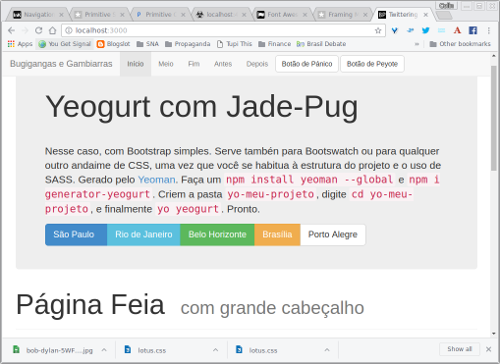 Navigation
Primitive
Primitive
localhost:
Font Awe
Framing
Twittering
localhost:3000
Apps You Get Signal Blogslot SNA Propaganda Tupi This Finance Brasil Debate » Other bookmarks
Bugigangas e Gambiarras Início Meio Fim Antes Depois Botão de Pánico Botão de Peyote
Yeogurt com Jade-Pug
Nesse caso, com Bootstrap simples. Serve também para Bootswatch ou para qualquer
outro andaime de CSS, uma vez que você se habitua à estrutura do projeto e o uso de
SASS. Gerado pelo Yeoman. Faça um npm install yeoman --global e npm i
generator-yeogurt. Criem a pasta yo-meu-projeto, digite cd yo-meu-
projeto, e finalmente yo yeogurt. Pronto.
São Paulo Rio de Janeiro Belo Horizonte Brasília Porto Alegre
Página Feia com grande cabeçalho
bob-dylan-5WF....jpg lotus.css lotus.css Show all